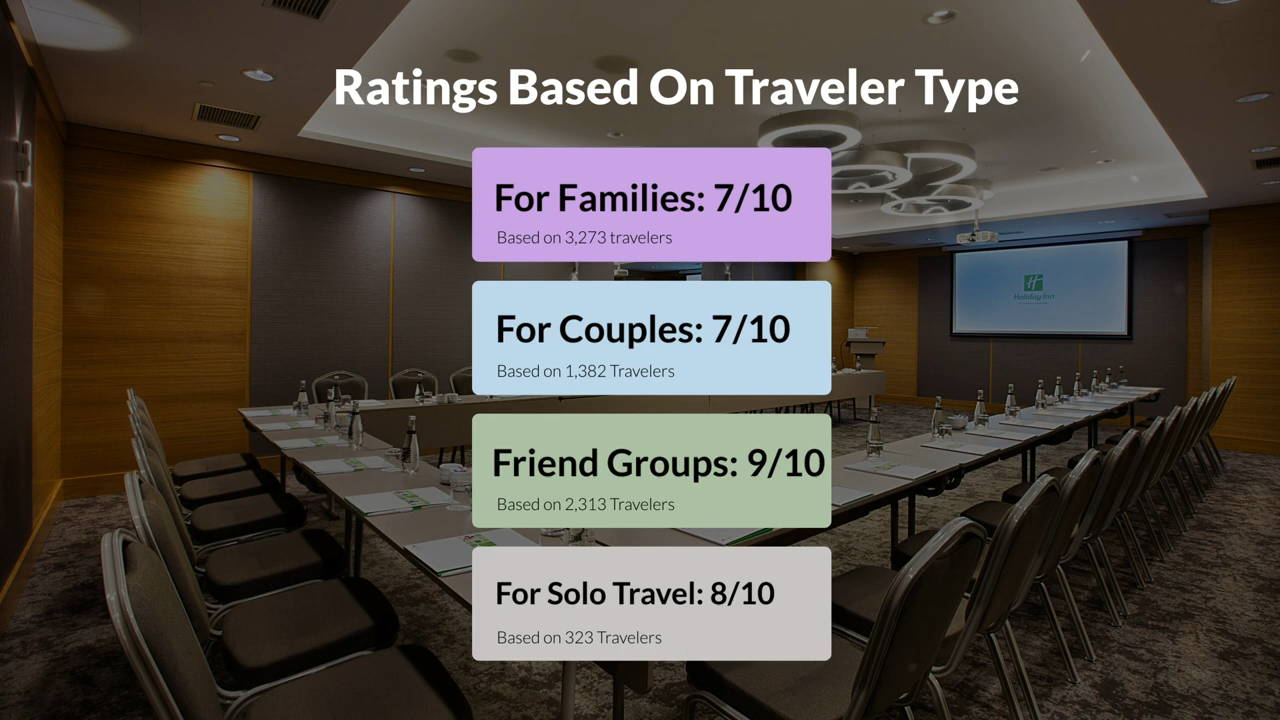 Ratings Based On Traveler Type
For Families: 7/10
Based on 3,273 travelers
For Couples: 7/10
Based on 1,382 Travelers
Friend Groups: 9/10
Based on 2,313 Travelers
For Solo Travel: 8/10
Based on 323 Travelers
Holiday Inn